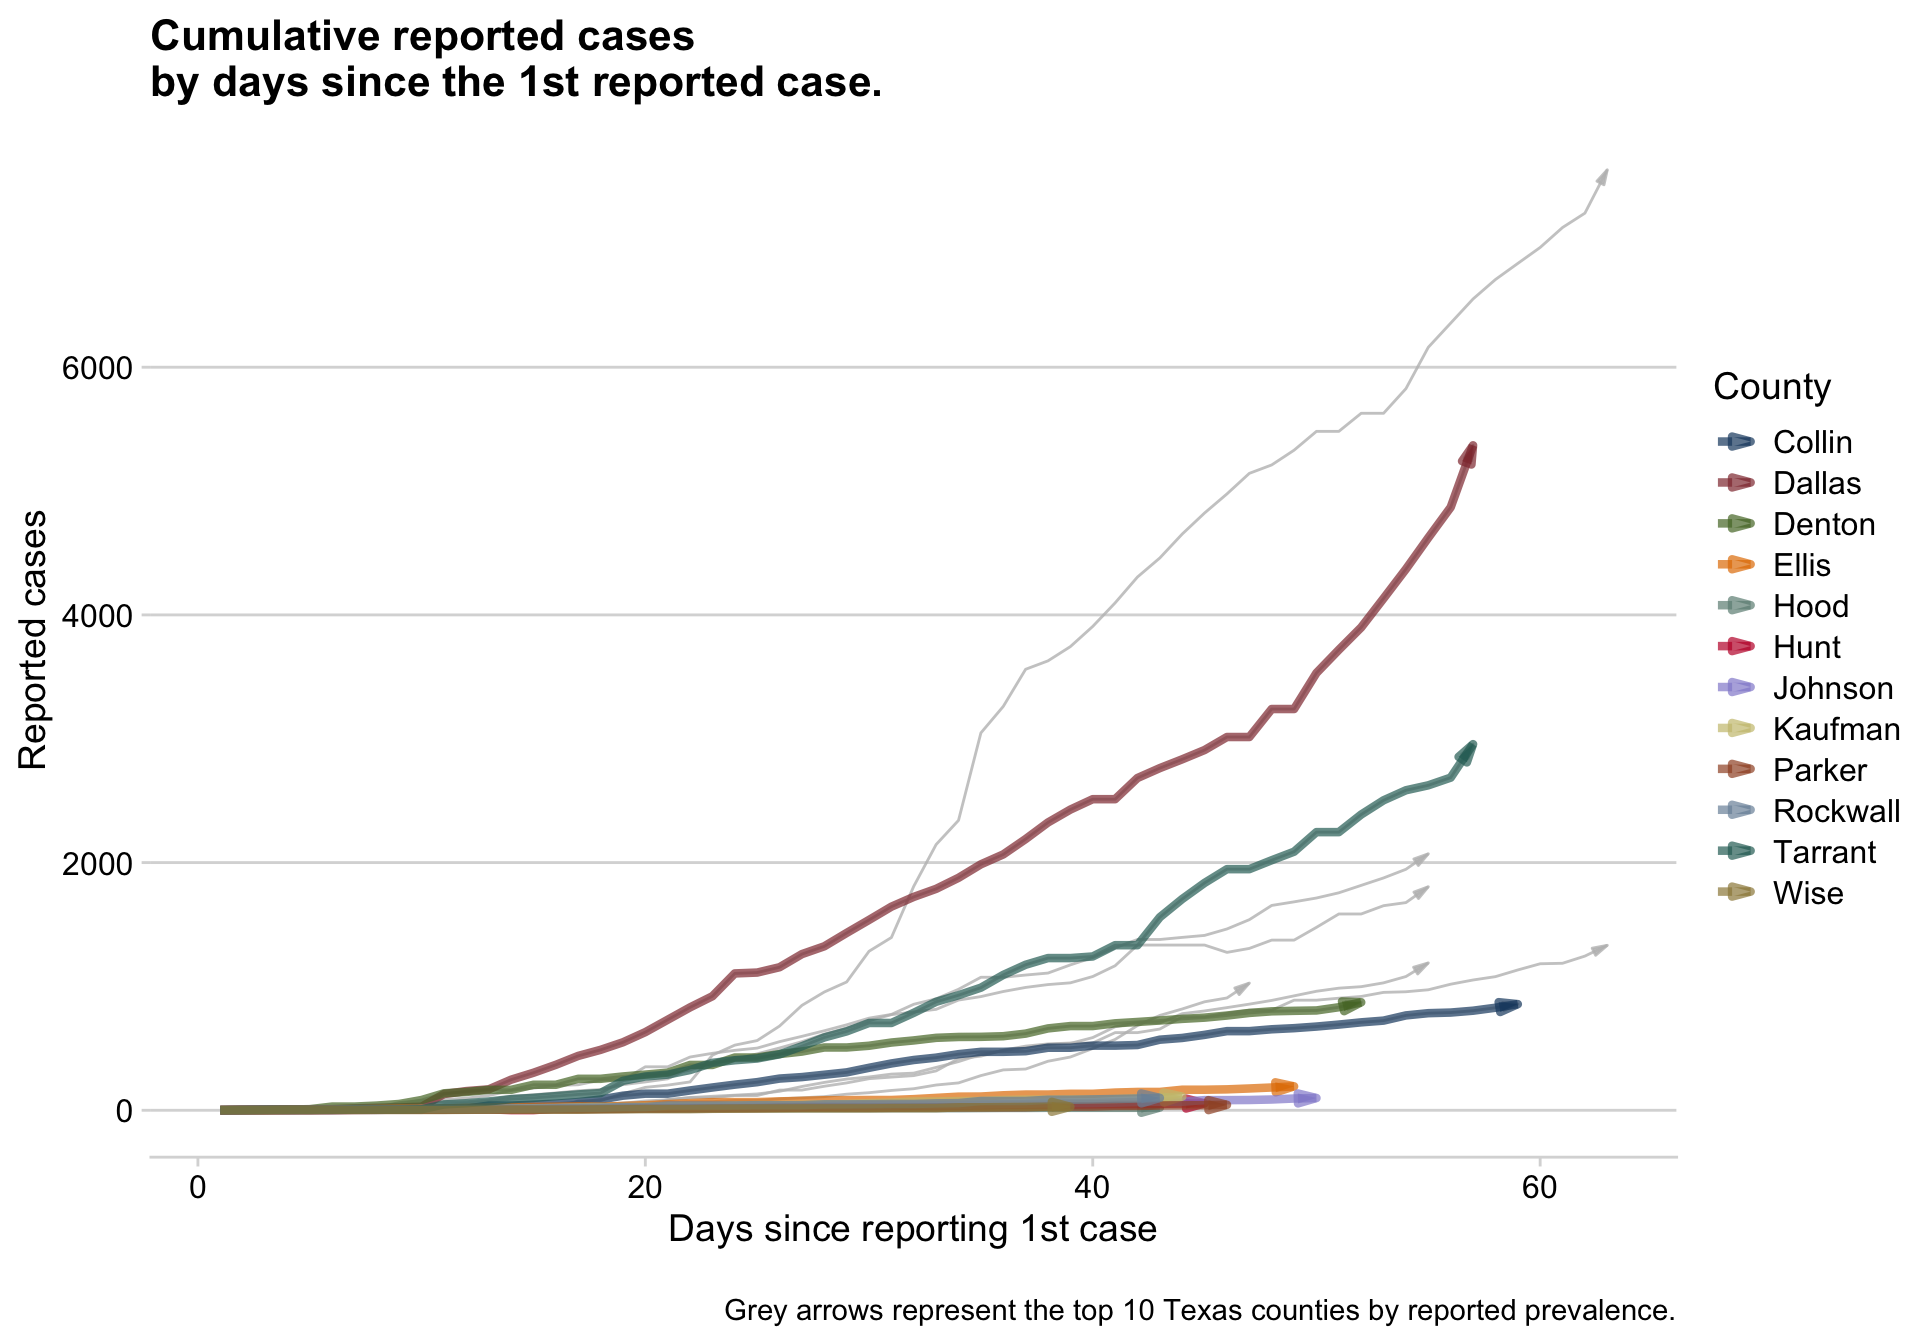 Cumulative reported cases
by days since the 1st reported case.
Reported cases
6000
4000
2000
0
0 20 40 60
Days since reporting 1st case
County
Collin
Dallas
Denton
Ellis
Hood
Hunt
Johnson
Kaufman
Parker
Rockwall
Tarrant
Wise
Grey arrows represent the top 10 Texas counties by reported prevalence.